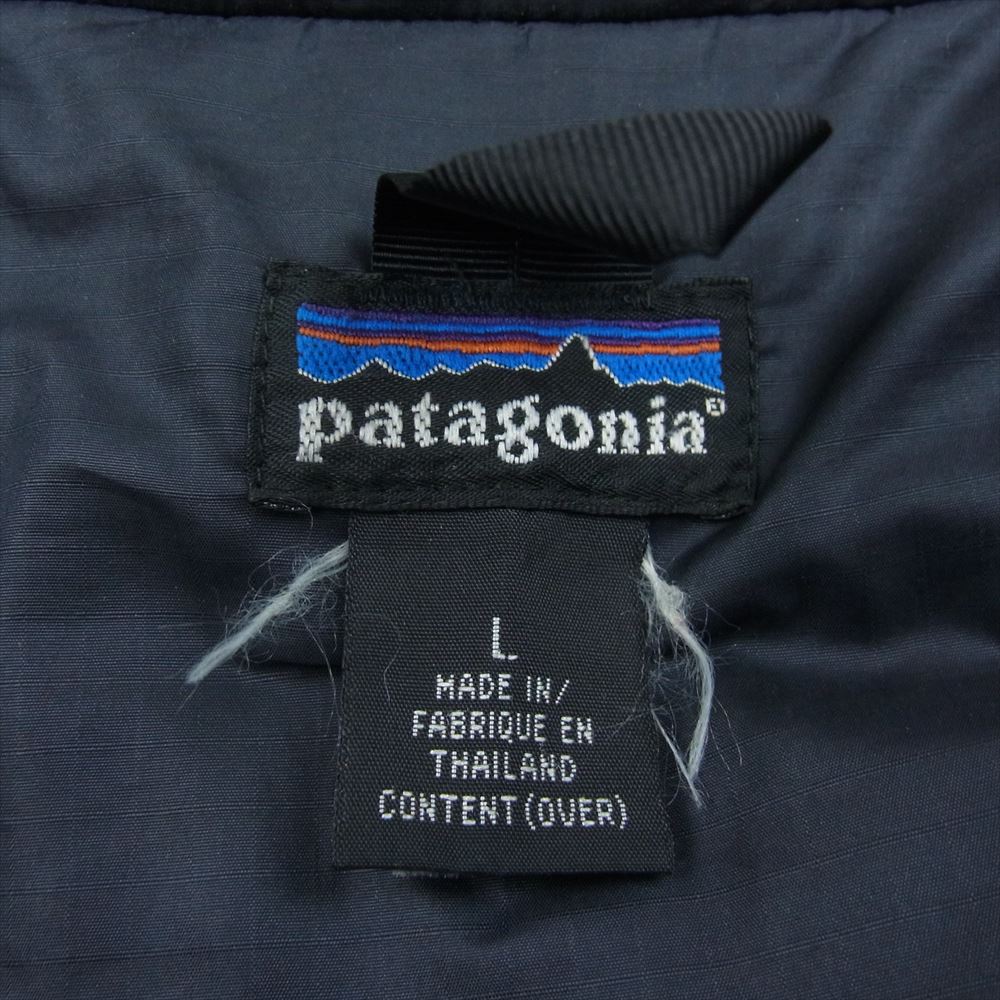 patagonia®
L
MADE IN/
FABRIQUE EN
THAILAND
CONTENT (OVER)